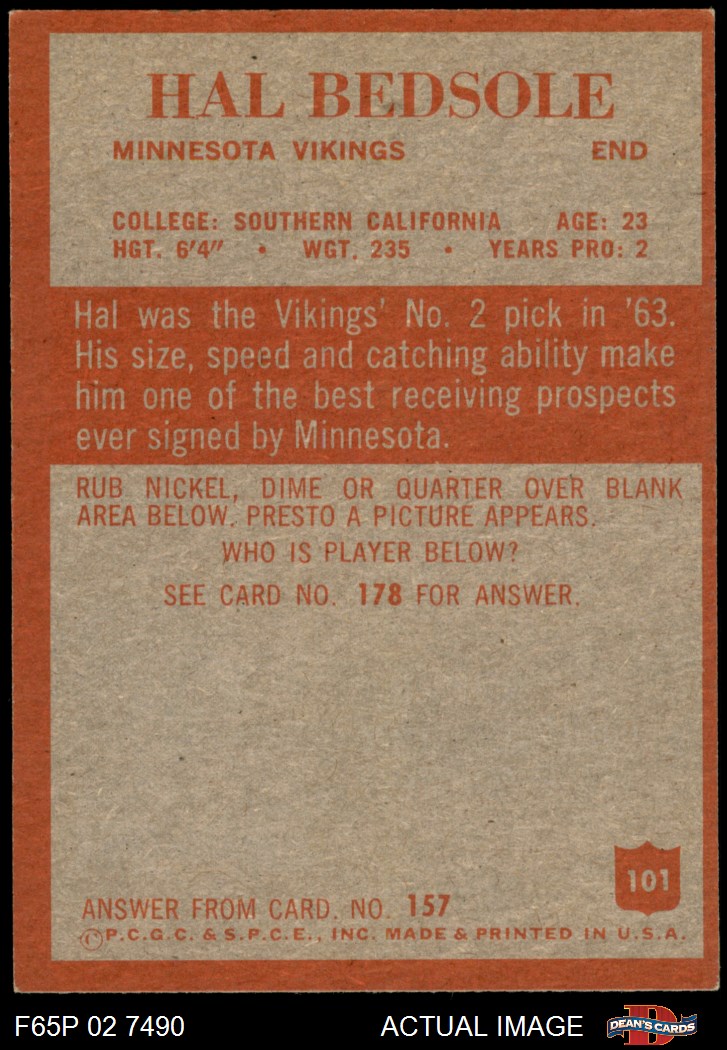 HAL BEDSOLE
MINNESOTA VIKINGS END
COLLEGE: SOUTHERN CALIFORNIA AGE: 23
HGT. 6'4" • WGT. 235 • YEARS PRO: 2
Hal was the Vikings' No. 2 pick in '63.
His size, speed and catching ability make
him one of the best receiving prospects
ever signed by Minnesota.
RUB NICKEL, DIME OR QUARTER OVER BLANK
AREA BELOW. PRESTO A PICTURE APPEARS.
WHO IS PLAYER BELOW?
SEE CARD NO. 178 FOR ANSWER.
101
ANSWER FROM CARD. NO. 157
©P.C.G.C. & S.P.C.E., INC. MADE & PRINTED IN U.S.A.
F65P 02 7490 ACTUAL IMAGE D DEAN'S CARDS